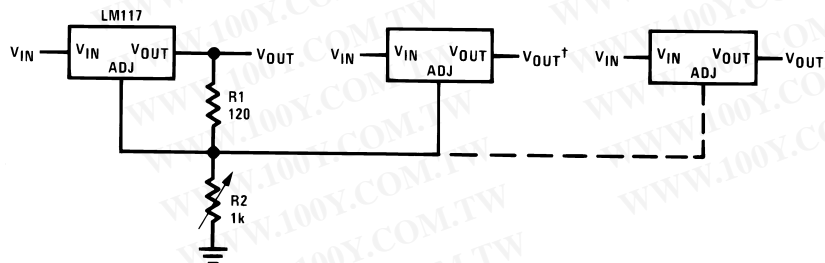 LM117
VIN VIN VOUT VOUT
ADJ
R1
120
R2
1k
VIN VIN VOUT VOUT†
ADJ
VIN VIN VOUT VOUT
ADJ
WWW.100Y.COM.TW